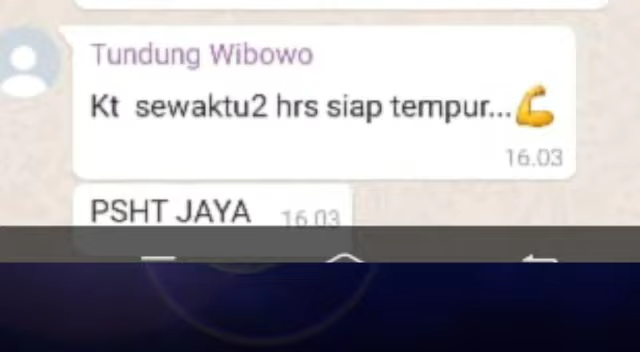 Tundung Wibowo
Kt sewaktu2 hrs siap tempur...💪
16.03
PSHT JAYA 16.03